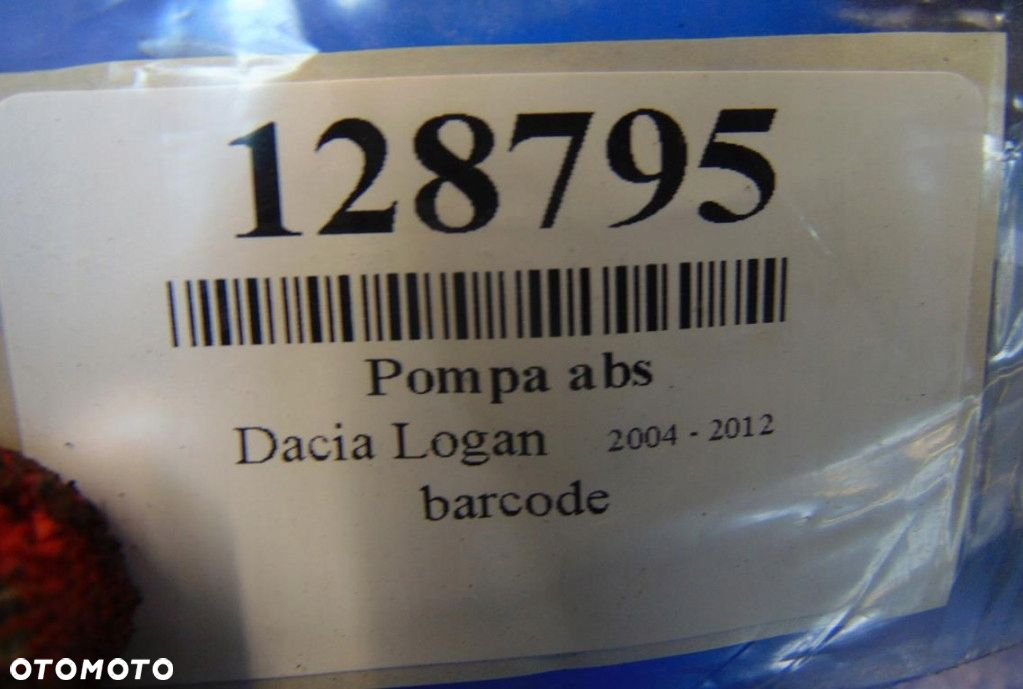 128795
Pompa abs
Dacia Logan 2004 - 2012
barcode
OTOMOTO